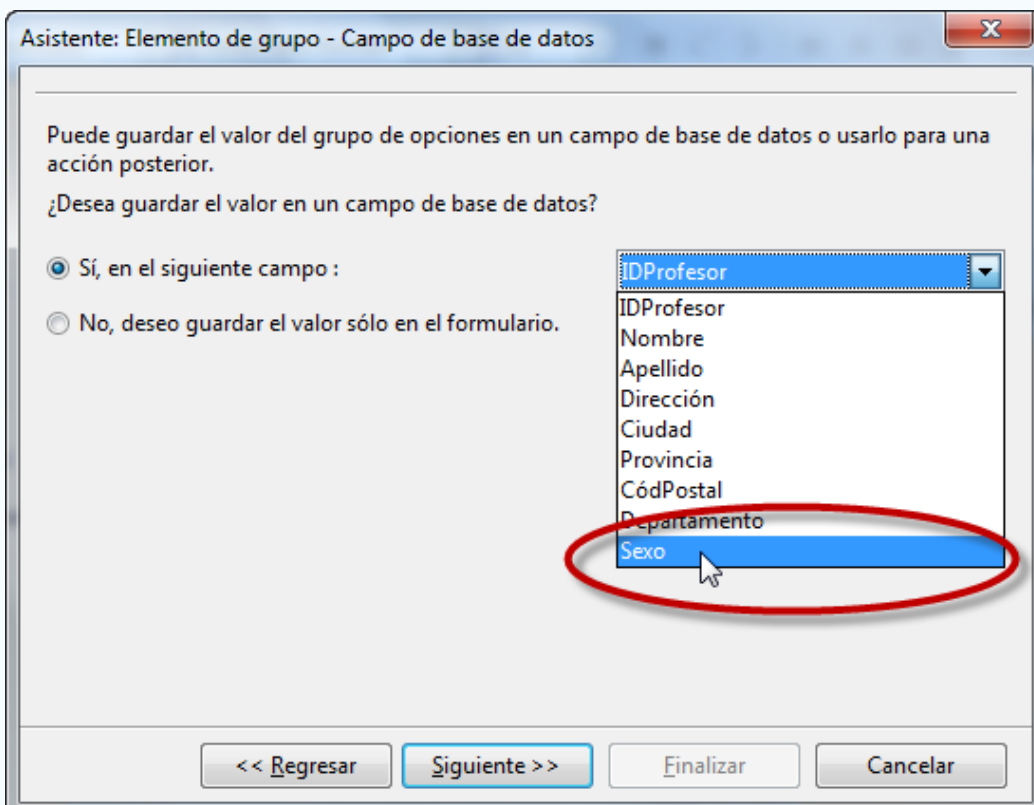 Asistente: Elemento de grupo - Campo de base de datos
Puede guardar el valor del grupo de opciones en un campo de base de datos o usarlo para una
acción posterior.
¿Desea guardar el valor en un campo de base de datos?
Sí, en el siguiente campo :
IDProfesor
No, deseo guardar el valor sólo en el formulario.
IDProfesor
Nombre
Apellido
Dirección
Ciudad
Provincia
CódPostal
Departamento
Sexo
<< Regresar
Siguiente >>
Finalizar
Cancelar